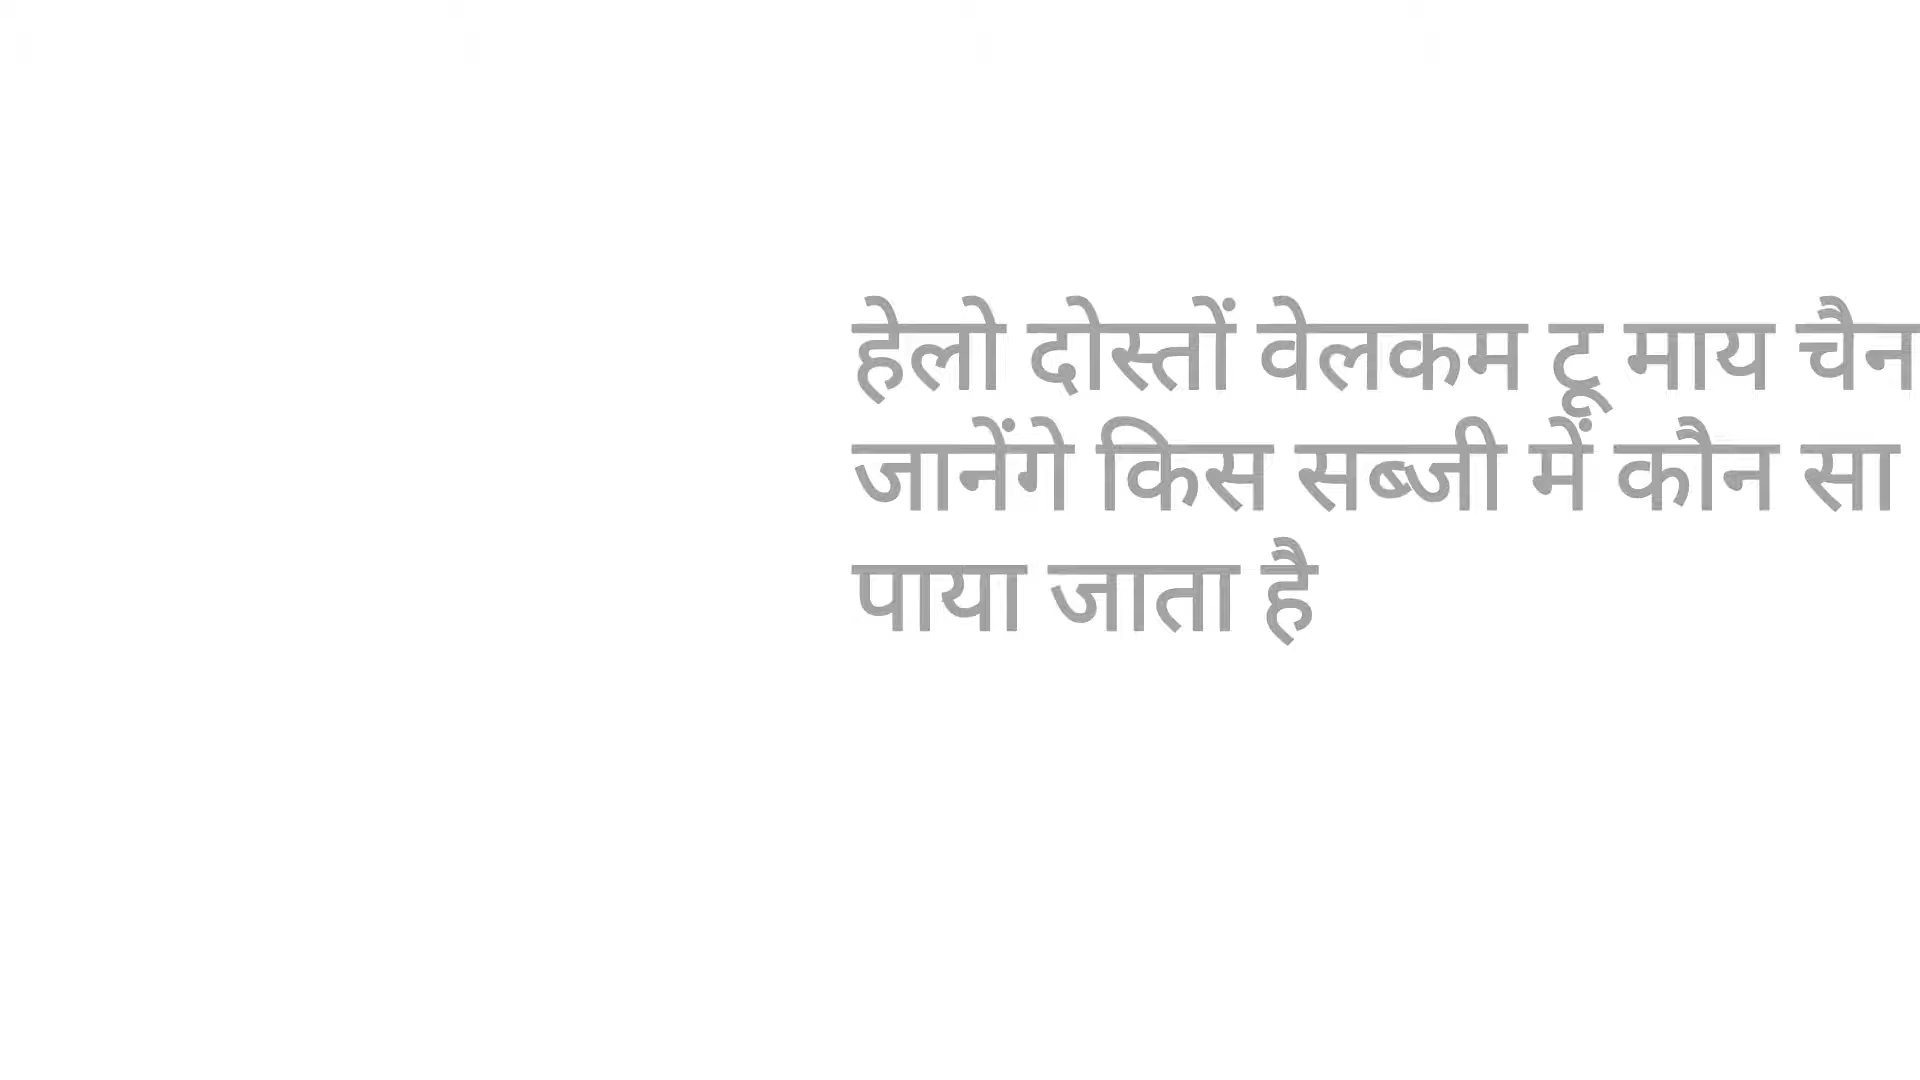 हेलो दोस्तों वेलकम टू माय चैन
जानेंगे किस सब्जी में कौन सा
पाया जाता है